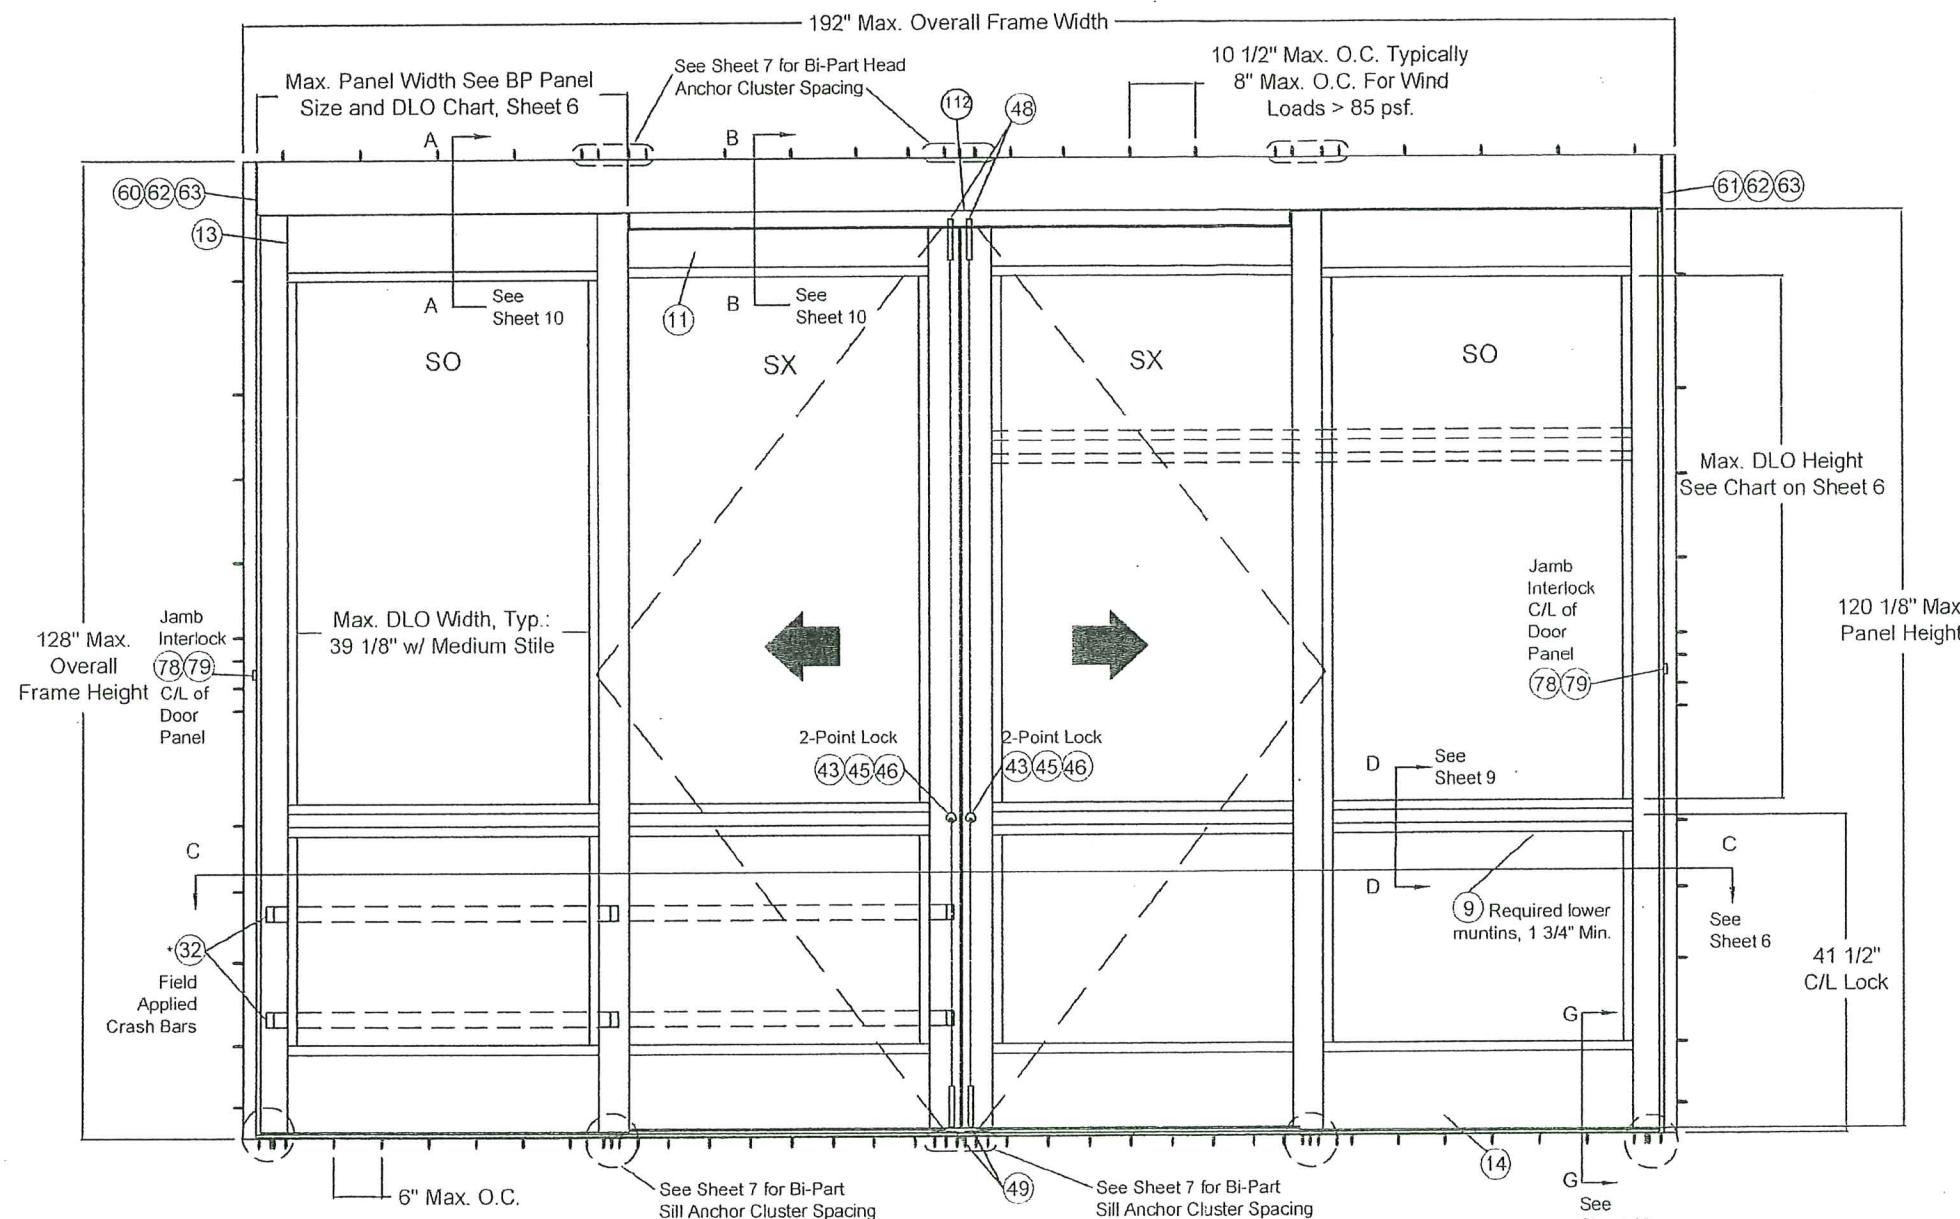 192" Max. Overall Frame Width
Max. Panel Width See BP Panel
Size and DLO Chart, Sheet 6
See Sheet 7 for Bi-Part Head
Anchor Cluster Spacing
10 1/2" Max. O.C. Typically
8" Max. O.C. For Wind
Loads > 85 psf.
112
48
A
B
60 62 63
61 62 63
13
11
A
See
Sheet 10
B
See
Sheet 10
SO
SX
SX
SO
Max. DLO Height
See Chart on Sheet 6
128" Max.
Overall
Frame Height
Jamb
Interlock
78 79
C/L of
Door
Panel
Max. DLO Width, Typ.:
39 1/8" w/ Medium Stile
Jamb
Interlock
C/L of
Door
Panel
78 79
120 1/8" Max
Panel Height
2-Point Lock
43 45 46
2-Point Lock
43 45 46
D
See
Sheet 9
C
C
D
9 Required lower
muntins, 1 3/4" Min.
See
Sheet 6
*32
Field
Applied
Crash Bars
41 1/2"
C/L Lock
G
14
6" Max. O.C.
See Sheet 7 for Bi-Part
Sill Anchor Cluster Spacing
49
See Sheet 7 for Bi-Part
Sill Anchor Cluster Spacing
G
See